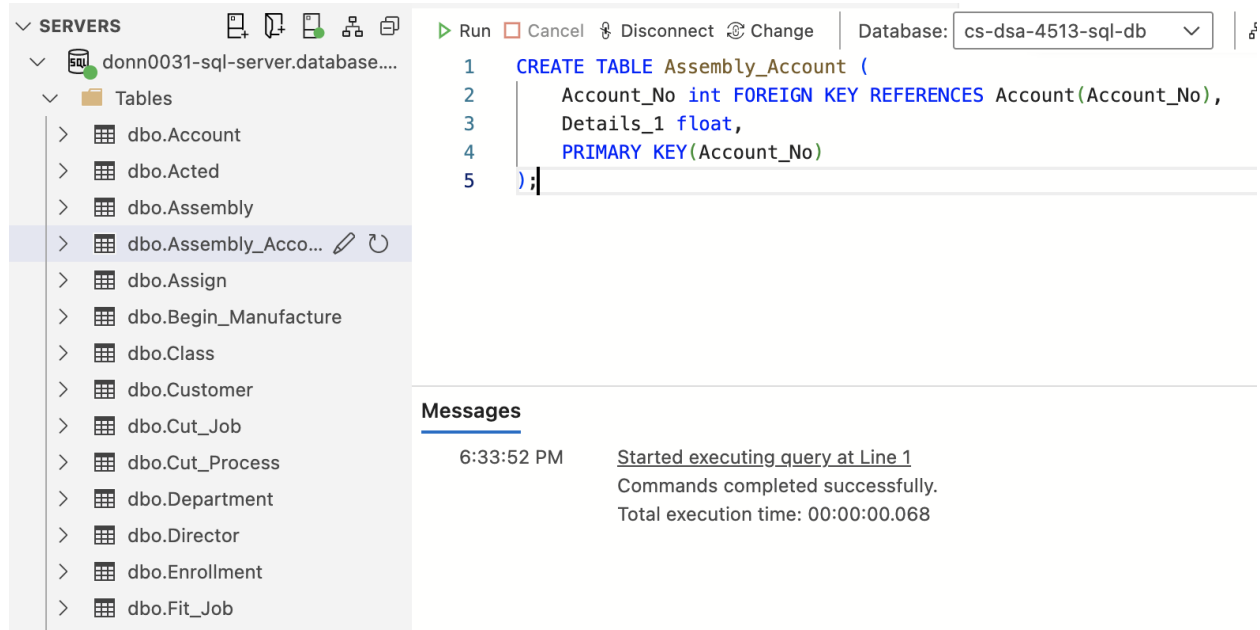 SERVERS
donn0031-sql-server.database....
Tables
dbo.Account
dbo.Acted
dbo.Assembly
dbo.Assembly_Acco...
dbo.Assign
dbo.Begin_Manufacture
dbo.Class
dbo.Customer
dbo.Cut_Job
dbo.Cut_Process
dbo.Department
dbo.Director
dbo.Enrollment
dbo.Fit_Job
Run Cancel Disconnect Change Database: cs-dsa-4513-sql-db
1 CREATE TABLE Assembly_Account (
2 Account_No int FOREIGN KEY REFERENCES Account(Account_No),
3 Details_1 float,
4 PRIMARY KEY(Account_No)
5 );
Messages
6:33:52 PM Started executing query at Line 1
Commands completed successfully.
Total execution time: 00:00:00.068